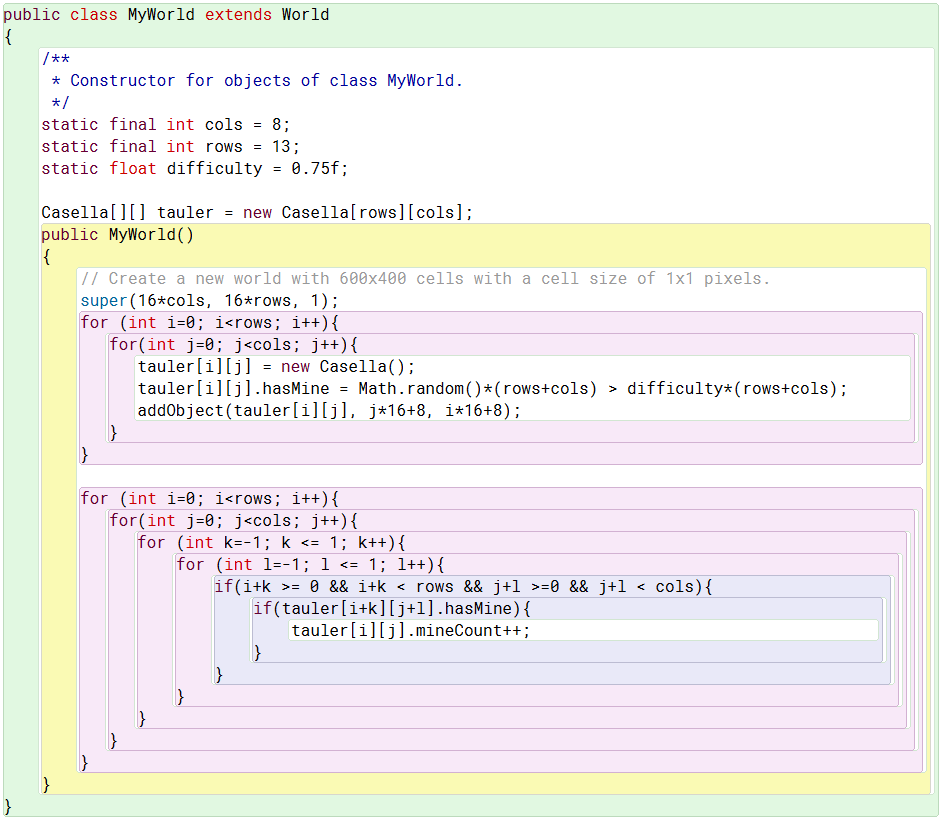 public class MyWorld extends World
{
    /**
     * Constructor for objects of class MyWorld.
     */
    static final int cols = 8;
    static final int rows = 13;
    static float difficulty = 0.75f;

    Casella[][] tauler = new Casella[rows][cols];
    public MyWorld()
    {
        // Create a new world with 600x400 cells with a cell size of 1x1 pixels.
        super(16*cols, 16*rows, 1);
        for (int i=0; i<rows; i++){
            for(int j=0; j<cols; j++){
                tauler[i][j] = new Casella();
                tauler[i][j].hasMine = Math.random()*(rows+cols) > difficulty*(rows+cols);
                addObject(tauler[i][j], j*16+8, i*16+8);
            }
        }

        for (int i=0; i<rows; i++){
            for(int j=0; j<cols; j++){
                for (int k=-1; k <= 1; k++){
                    for (int l=-1; l <= 1; l++){
                        if(i+k >= 0 && i+k < rows && j+l >=0 && j+l < cols){
                            if(tauler[i+k][j+l].hasMine){
                                tauler[i][j].mineCount++;
                            }
                        }
                    }
                }
            }
        }
    }
}